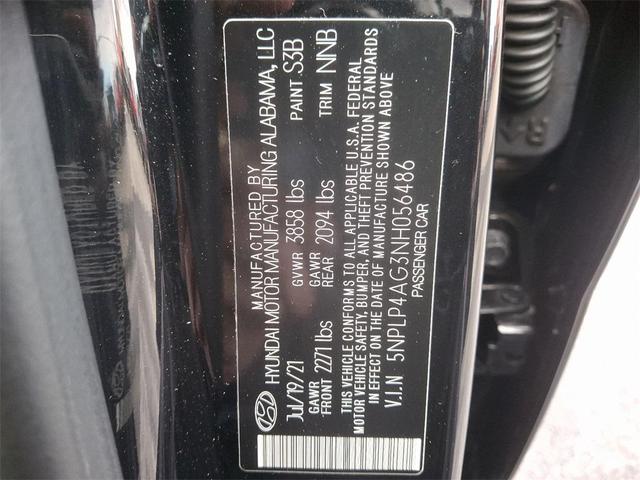 MANUFACTURED BY
HYUNDAI MOTOR MANUFACTURING ALABAMA, LLC
Jul/19/21 GVWR 3858 lbs PAINT S3B
GAWR FRONT 2271 lbs GAWR REAR 2094 lbs TRIM NNB
THIS VEHICLE CONFORMS TO ALL APPLICABLE U.S.A. FEDERAL
MOTOR VEHICLE SAFETY, BUMPER, AND THEFT PREVENTION STANDARDS
IN EFFECT ON THE DATE OF MANUFACTURE SHOWN ABOVE
V.I.N 5NPLP4AG3NH056486
PASSENGER CAR